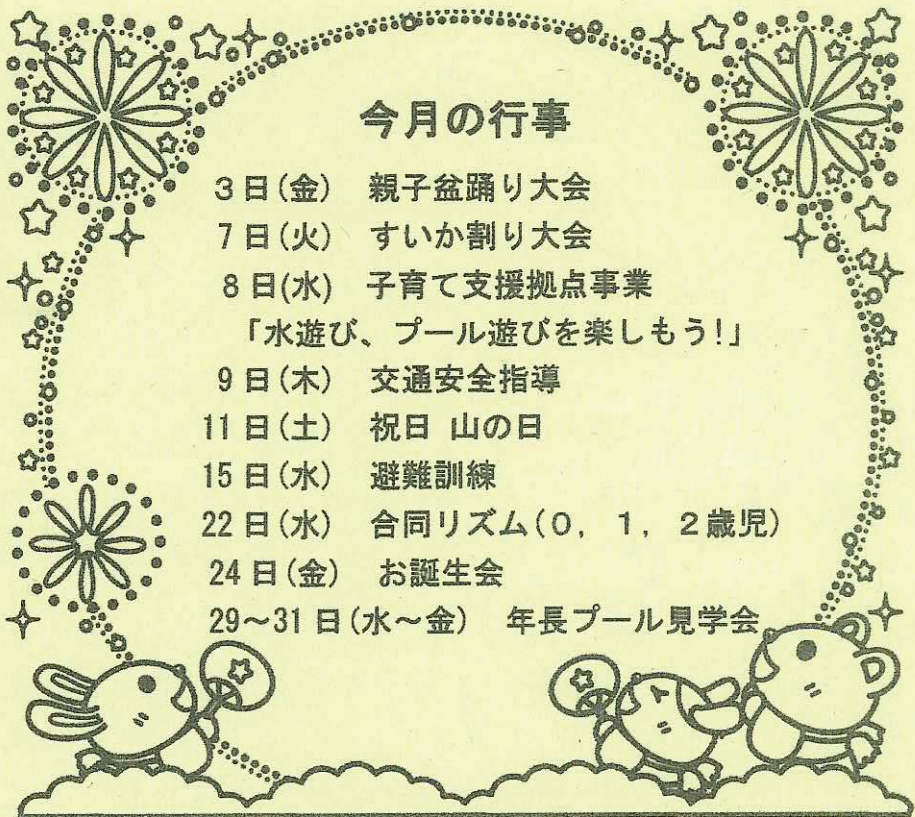 今月の行事
3日(金) 親子盆踊り大会
7日(火) すいか割り大会
8日(水) 子育て支援拠点事業
「水遊び、プール遊びを楽しもう!」
9日(木) 交通安全指導
11日(土) 祝日 山の日
15日(水) 避難訓練
22日(水) 合同リズム(0, 1, 2歳児)
24日(金) お誕生会
29~31日(水~金) 年長プール見学会